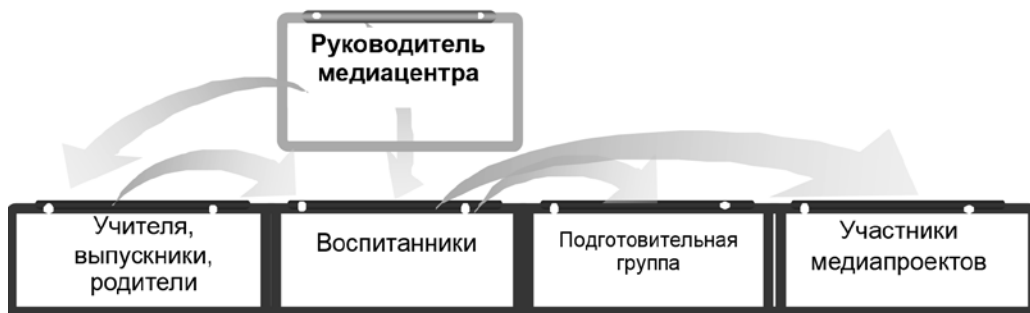 Руководитель
медиацентра
Учителя,
выпускники,
родители
Воспитанники
Подготовительная
группа
Участники
медиапроектов